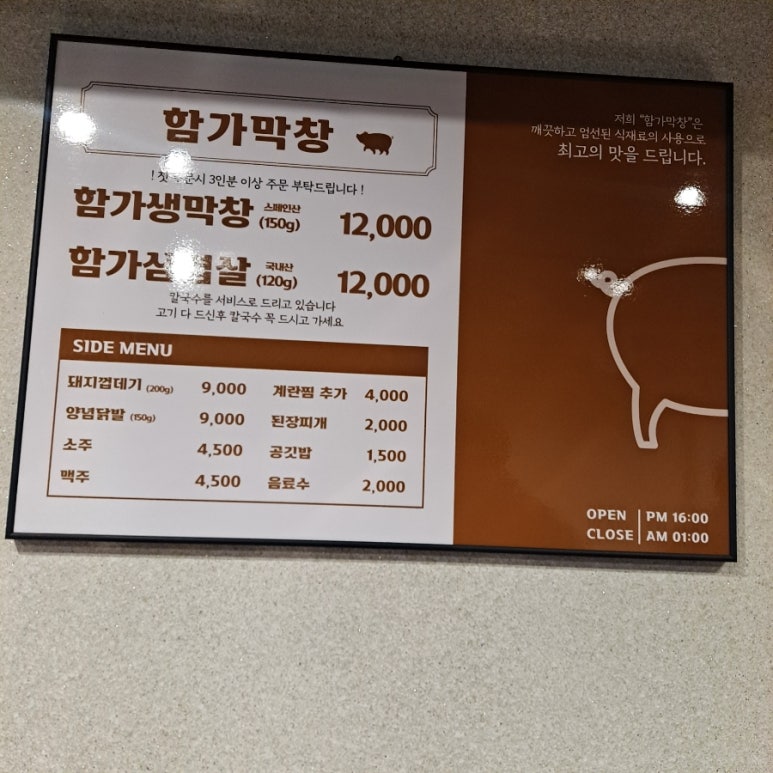 함가막창
! 첫 주문시 3인분 이상 주문 부탁드립니다 !
함가생막창 스페인산 (150g) 12,000
함가삼겹살 국내산 (120g) 12,000
칼국수를 서비스로 드리고 있습니다
고기 다 드신후 칼국수 꼭 드시고 가세요
SIDE MENU
돼지껍데기 (200g) 9,000
양념닭발 (150g) 9,000
소주 4,500
맥주 4,500
계란찜 추가 4,000
된장찌개 2,000
공깃밥 1,500
음료수 2,000
저희 "함가막창"은
깨끗하고 엄선된 식재료의 사용으로
최고의 맛을 드립니다.
OPEN PM 16:00
CLOSE AM 01:00